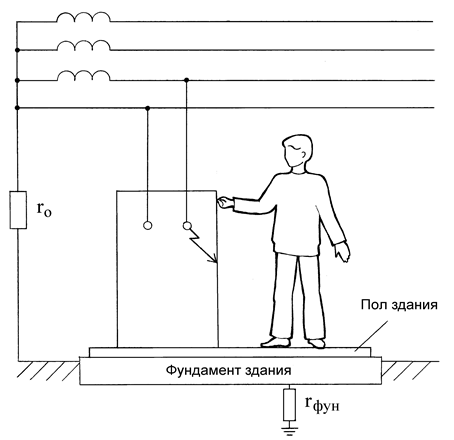 r₀
Пол здания
Фундамент здания
rфун